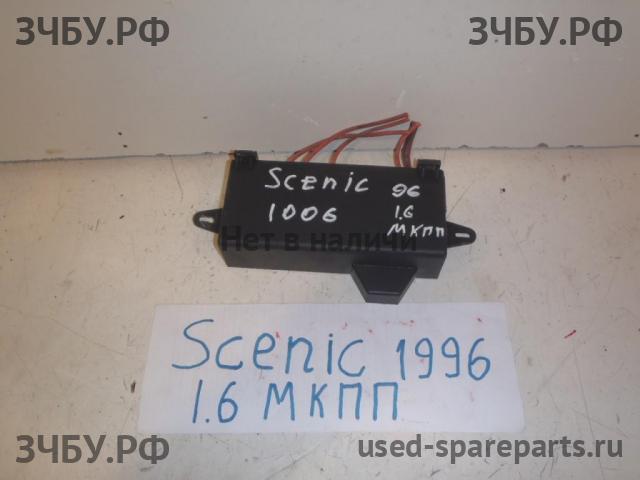 ЗЧБУ.РФ ЗЧБУ.РФ
Scenic 96
1006 1.6
МКПП
Нет в наличии
Scenic 1996
1.6 МКПП
ЗЧБУ.РФ used-spareparts.ru